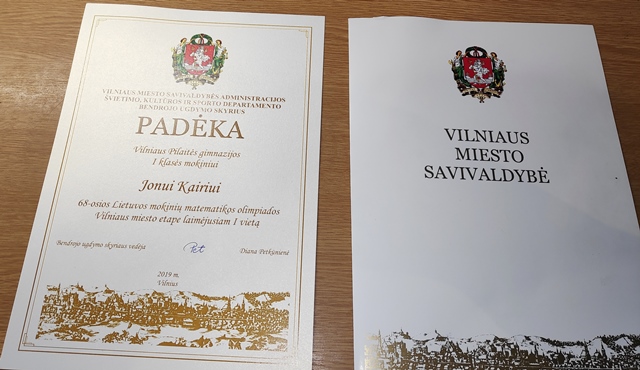 VILNIAUS MIESTO SAVIVALDYBĖS ADMINISTRACIJOS
ŠVIETIMO, KULTŪROS IR SPORTO DEPARTAMENTO
BENDROJO UGDYMO SKYRIUS
PADĖKA
Vilniaus Pilaitės gimnazijos
I klasės mokiniui
Jonui Kairiui
68-osios Lietuvos mokinių matematikos olimpiados
Vilniaus miesto etape laimėjusiam I vietą
Bendrojo ugdymo skyriaus vedėja
Diana Petkūnienė
2019 m.
Vilnius
VILNIAUS
MIESTO
SAVIVALDYBĖ